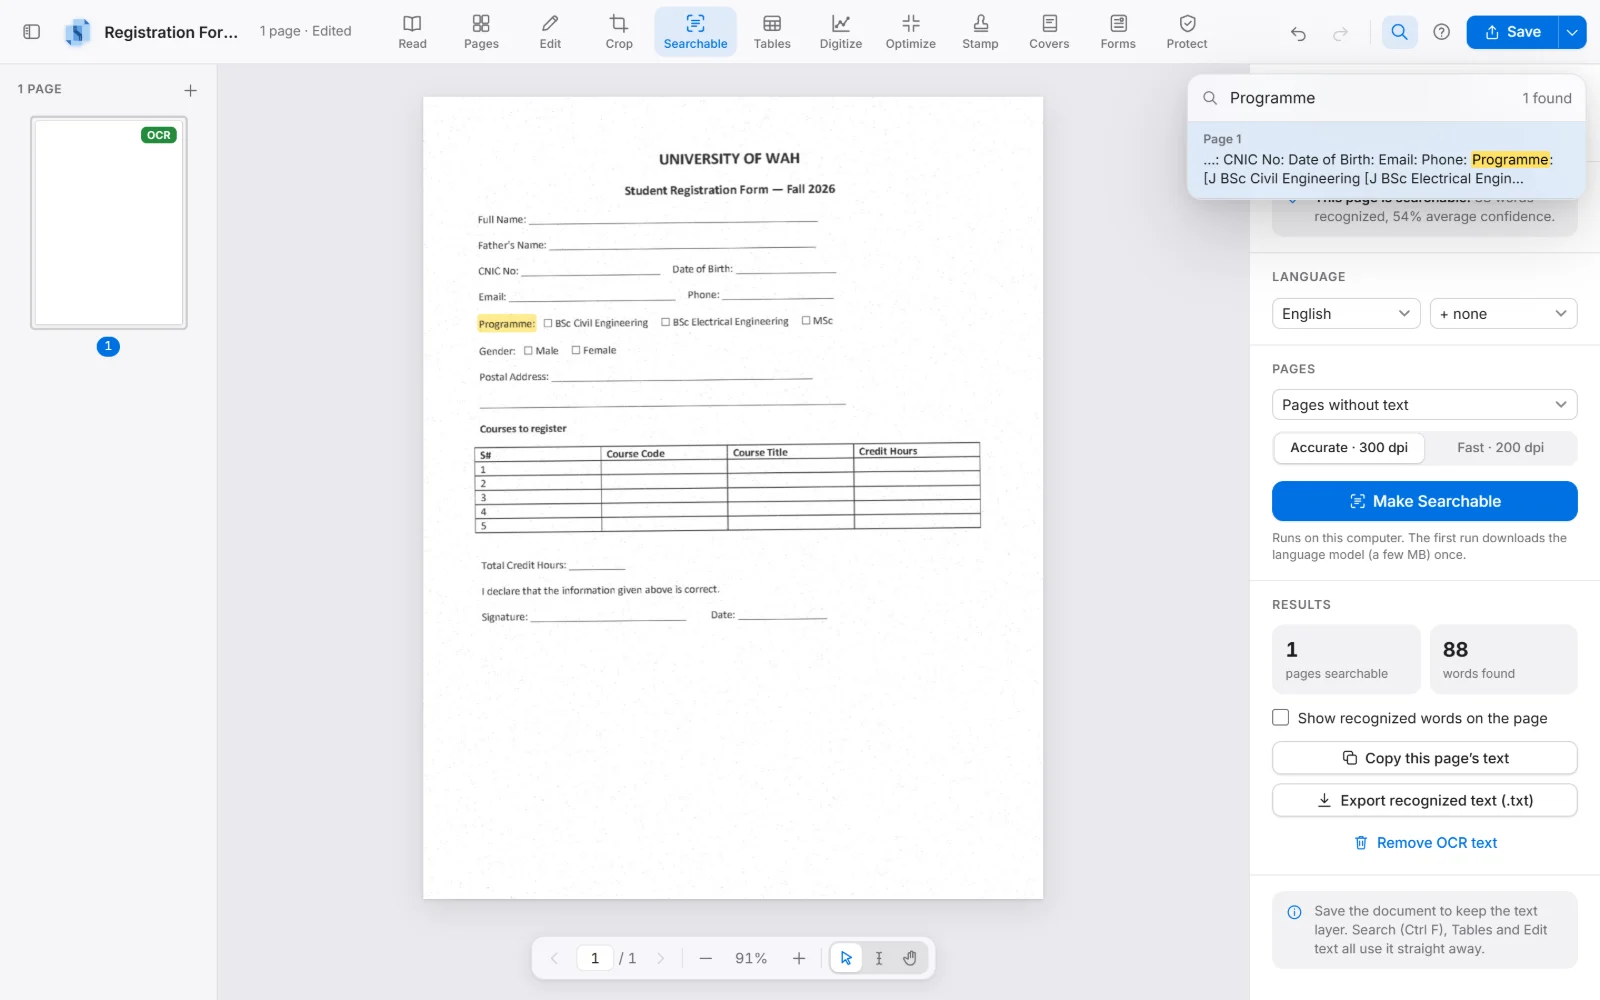 Registration For...
1 page · Edited
Read
Pages
Edit
Crop
Searchable
Tables
Digitize
Optimize
Stamp
Covers
Forms
Protect
Save
1 PAGE
OCR
1
UNIVERSITY OF WAH
Student Registration Form — Fall 2026
Full Name:
Father's Name:
CNIC No: Date of Birth:
Email: Phone:
Programme: ☐ BSc Civil Engineering ☐ BSc Electrical Engineering ☐ MSc
Gender: ☐ Male ☐ Female
Postal Address:
Courses to register
S# Course Code Course Title Credit Hours
1
2
3
4
5
Total Credit Hours:
I declare that the information given above is correct.
Signature: Date:
1 / 1
91%
Programme 1 found
Page 1
...: CNIC No: Date of Birth: Email: Phone: Programme:
[J BSc Civil Engineering [J BSc Electrical Engin...
This page is searchable. 88 words
recognized, 54% average confidence.
LANGUAGE
English
+ none
PAGES
Pages without text
Accurate · 300 dpi
Fast · 200 dpi
Make Searchable
Runs on this computer. The first run downloads the
language model (a few MB) once.
RESULTS
1
pages searchable
88
words found
Show recognized words on the page
Copy this page's text
Export recognized text (.txt)
Remove OCR text
Save the document to keep the text
layer. Search (Ctrl F), Tables and Edit
text all use it straight away.